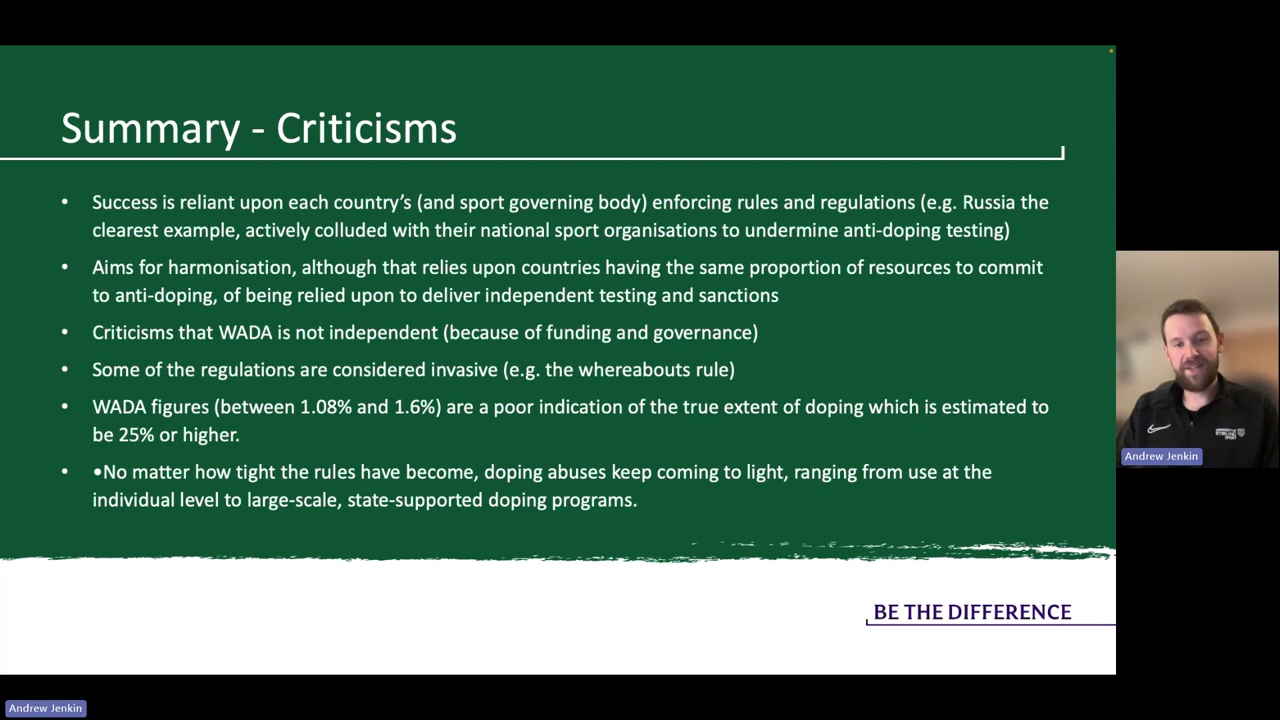 Summary - Criticisms
• Success is reliant upon each country’s (and sport governing body) enforcing rules and regulations (e.g. Russia the
clearest example, actively colluded with their national sport organisations to undermine anti-doping testing)
• Aims for harmonisation, although that relies upon countries having the same proportion of resources to commit
to anti-doping, of being relied upon to deliver independent testing and sanctions
• Criticisms that WADA is not independent (because of funding and governance)
• Some of the regulations are considered invasive (e.g. the whereabouts rule)
• WADA figures (between 1.08% and 1.6%) are a poor indication of the true extent of doping which is estimated to
be 25% or higher.
• •No matter how tight the rules have become, doping abuses keep coming to light, ranging from use at the
individual level to large-scale, state-supported doping programs.
BE THE DIFFERENCE
Andrew Jenkin
Andrew Jenkin